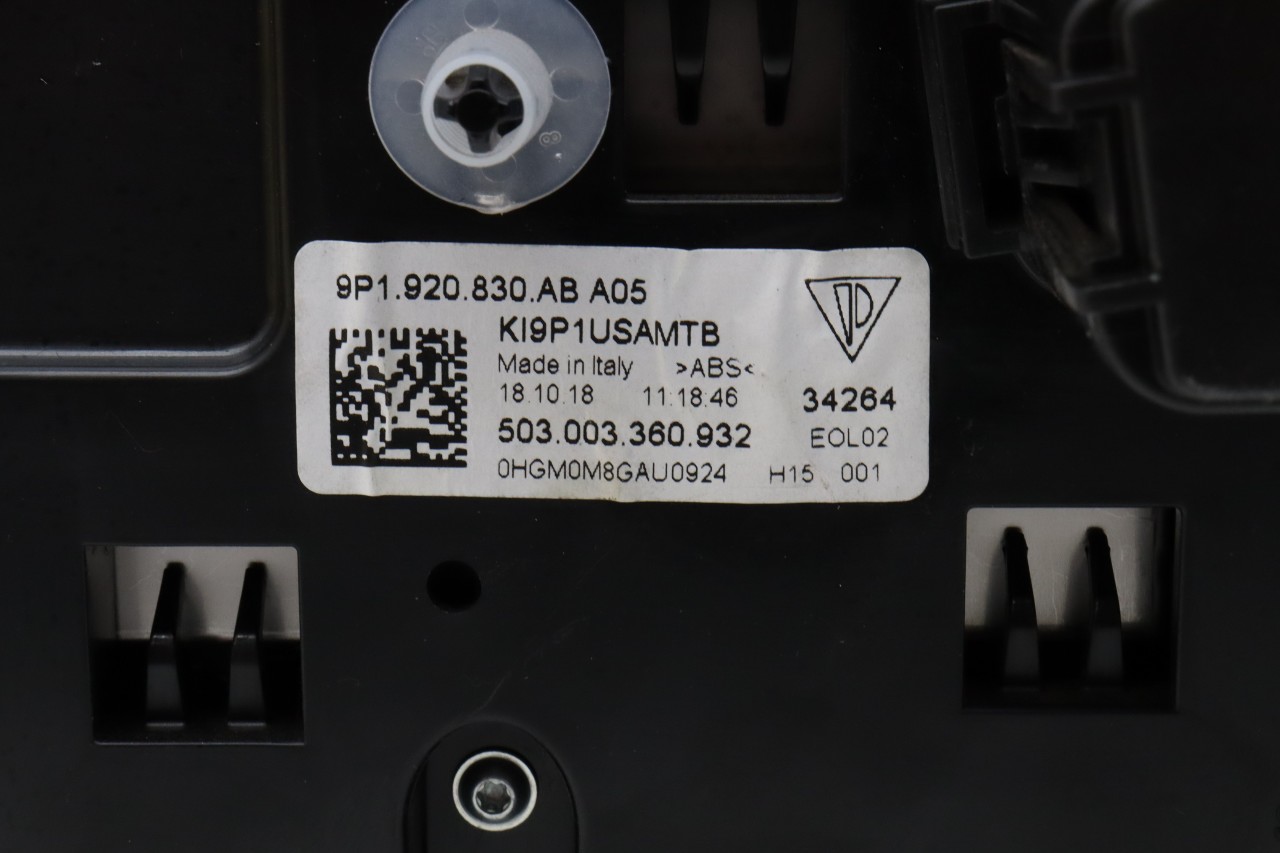 9P1.920.830.AB A05
KI9P1USAMTB
Made in Italy >ABS<
18.10.18 11:18:46 34264
503.003.360.932 EOL02
0HGM0M8GAU0924 H15 001
8